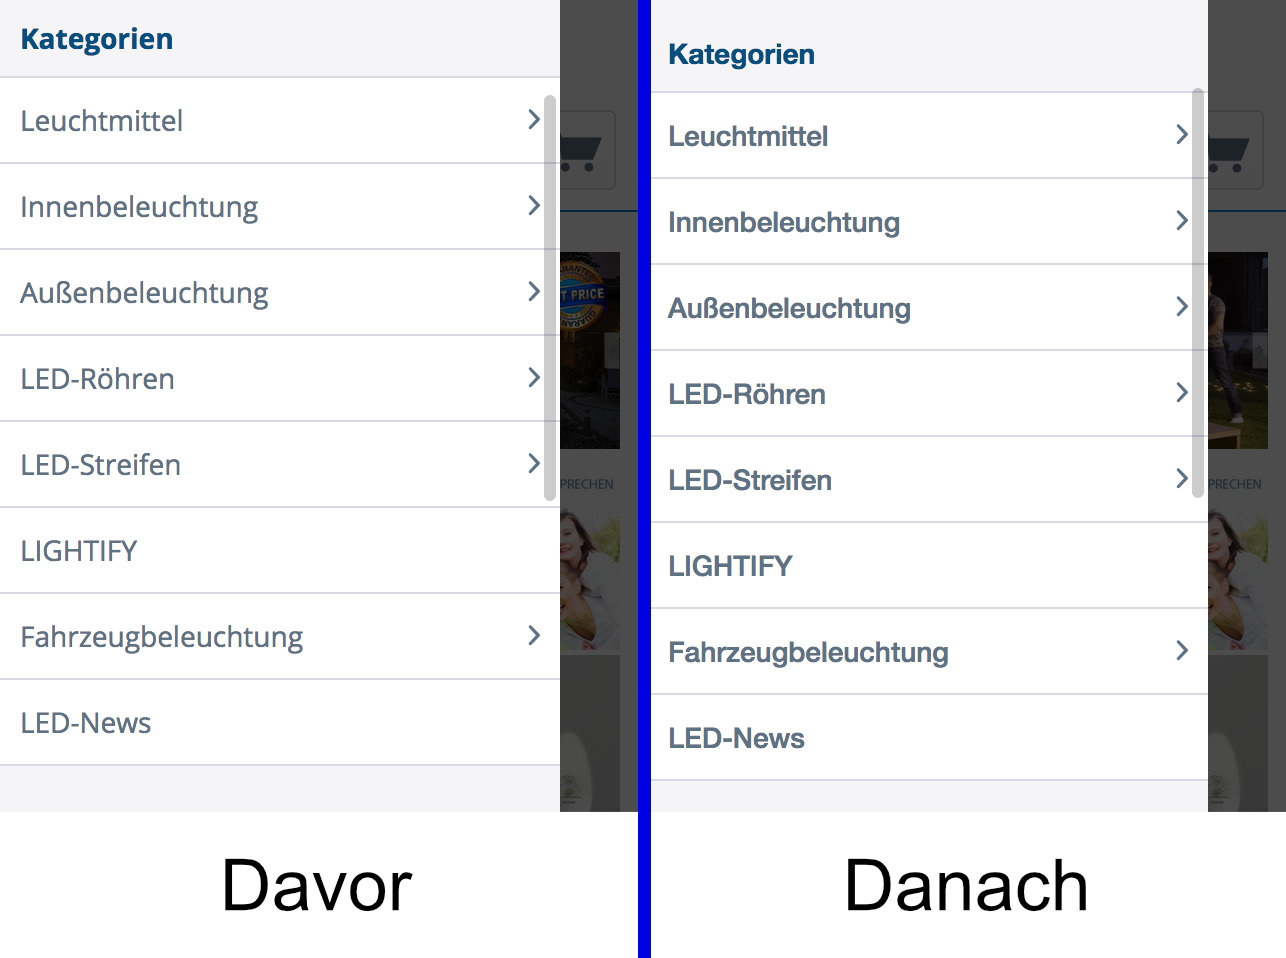 Kategorien
Leuchtmittel
Innenbeleuchtung
Außenbeleuchtung
LED-Röhren
LED-Streifen
LIGHTIFY
Fahrzeugbeleuchtung
LED-News
T PRICE
PRECHEN
Davor
Kategorien
Leuchtmittel
Innenbeleuchtung
Außenbeleuchtung
LED-Röhren
LED-Streifen
LIGHTIFY
Fahrzeugbeleuchtung
LED-News
PRECHEN
Danach